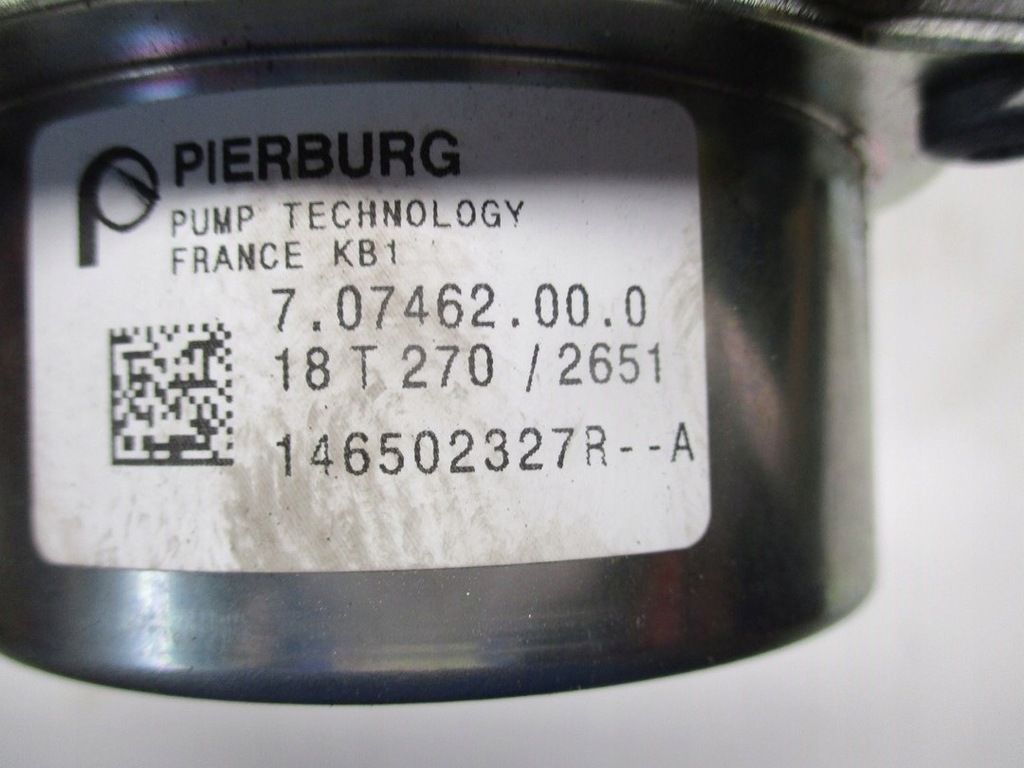 PIERBURG
PUMP TECHNOLOGY
FRANCE KB1
7.07462.00.0
18 T 270 / 2651
146502327R--A